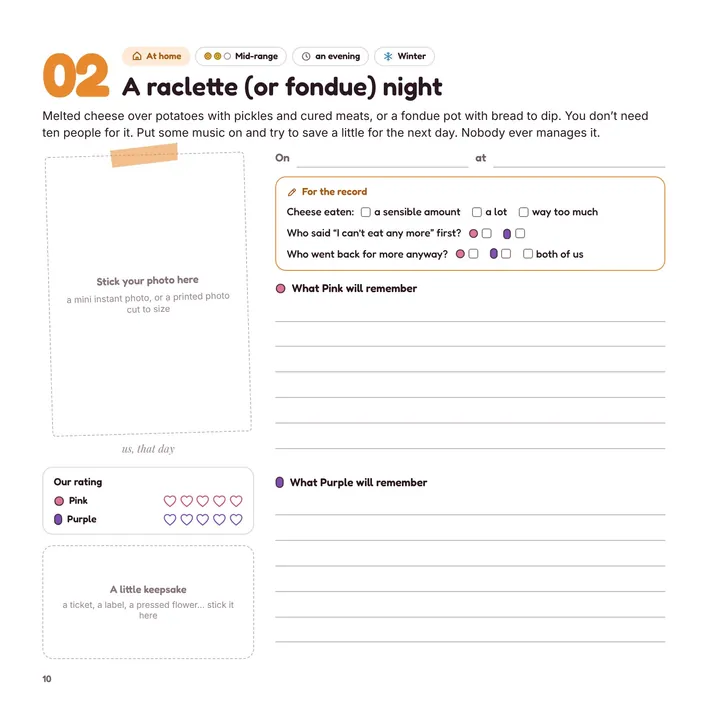 02
At home
Mid-range
an evening
Winter
A raclette (or fondue) night
Melted cheese over potatoes with pickles and cured meats, or a fondue pot with bread to dip. You don’t need
ten people for it. Put some music on and try to save a little for the next day. Nobody ever manages it.
Stick your photo here
a mini instant photo, or a printed photo
cut to size
us, that day
Our rating
Pink
Purple
A little keepsake
a ticket, a label, a pressed flower... stick it
here
On at
For the record
Cheese eaten: a sensible amount a lot way too much
Who said “I can’t eat any more” first?
Who went back for more anyway? both of us
What Pink will remember
What Purple will remember
10